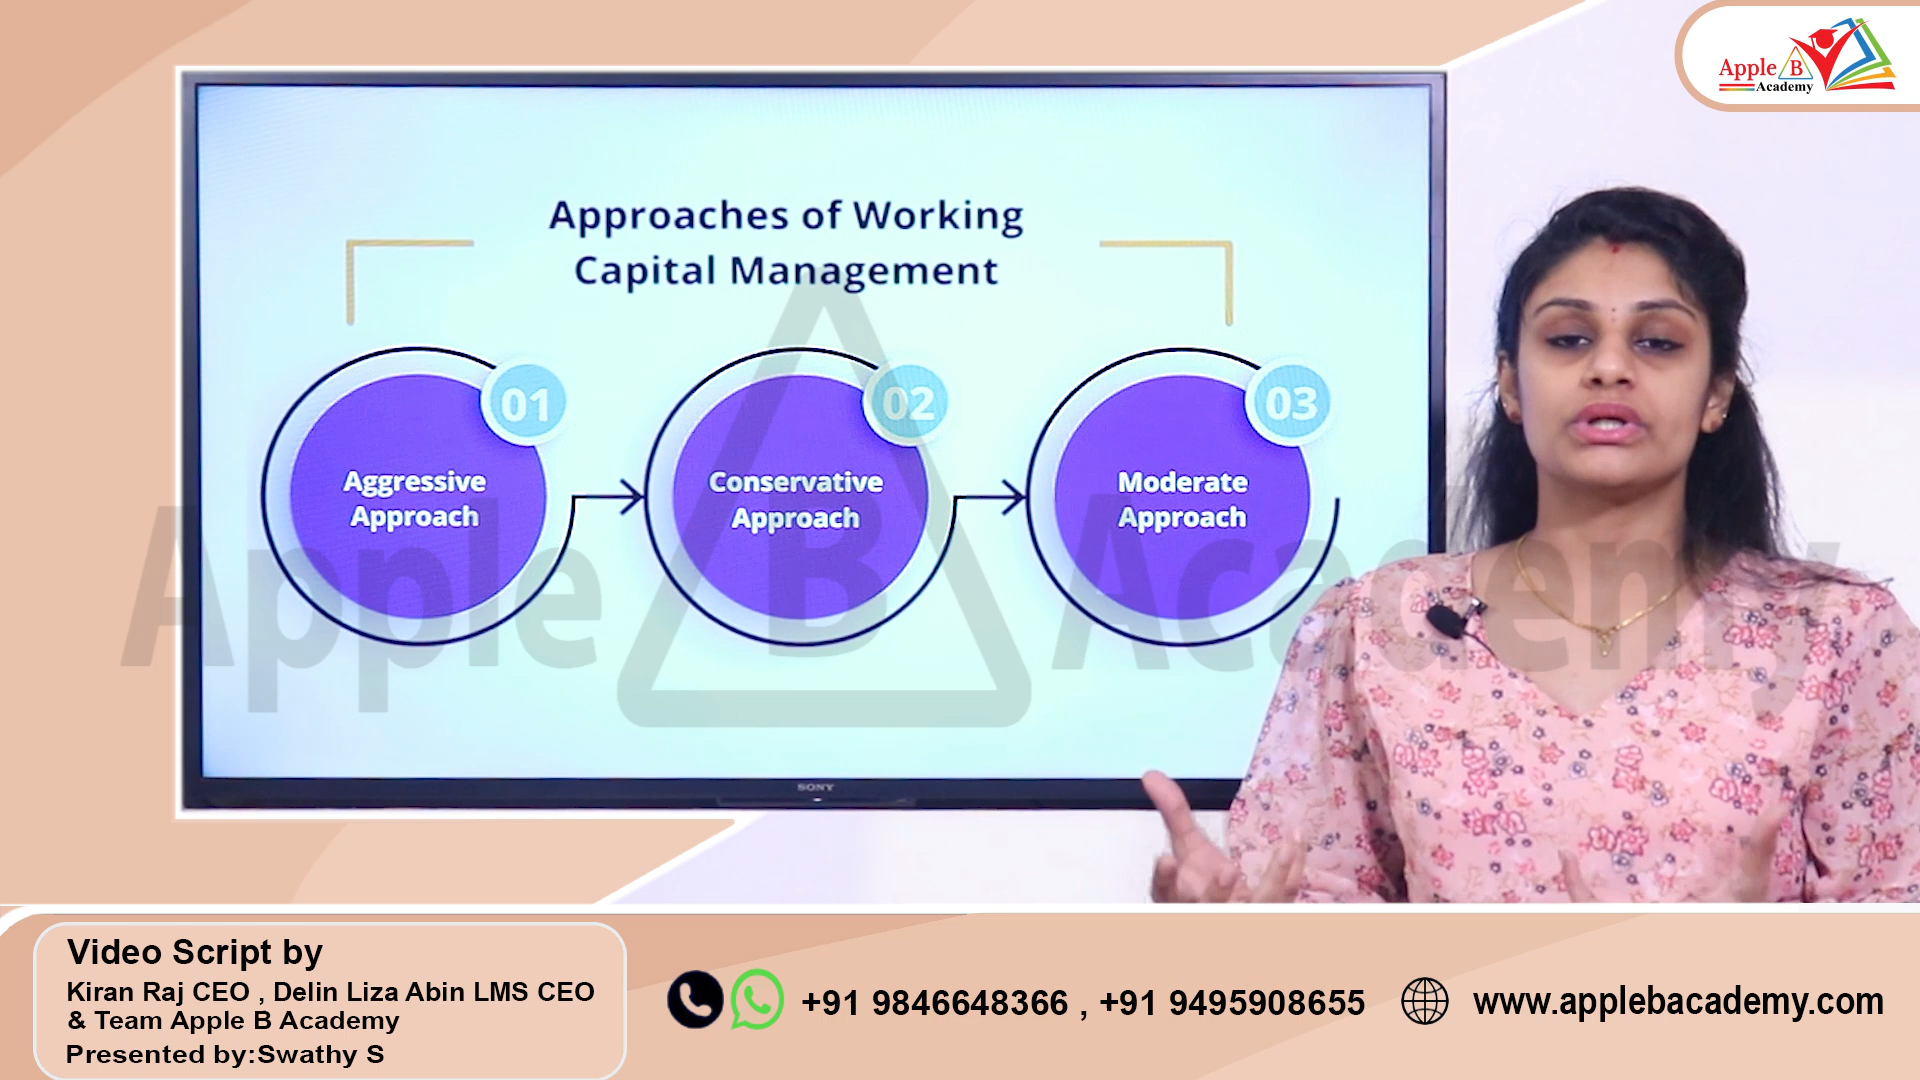 Apple B
Academy
Approaches of Working
Capital Management
01
Aggressive
Approach
02
Conservative
Approach
03
Moderate
Approach
Apple B Academy
SONY
Video Script by
Kiran Raj CEO , Delin Liza Abin LMS CEO
& Team Apple B Academy
Presented by:Swathy S
+91 9846648366 , +91 9495908655
www.applebacademy.com